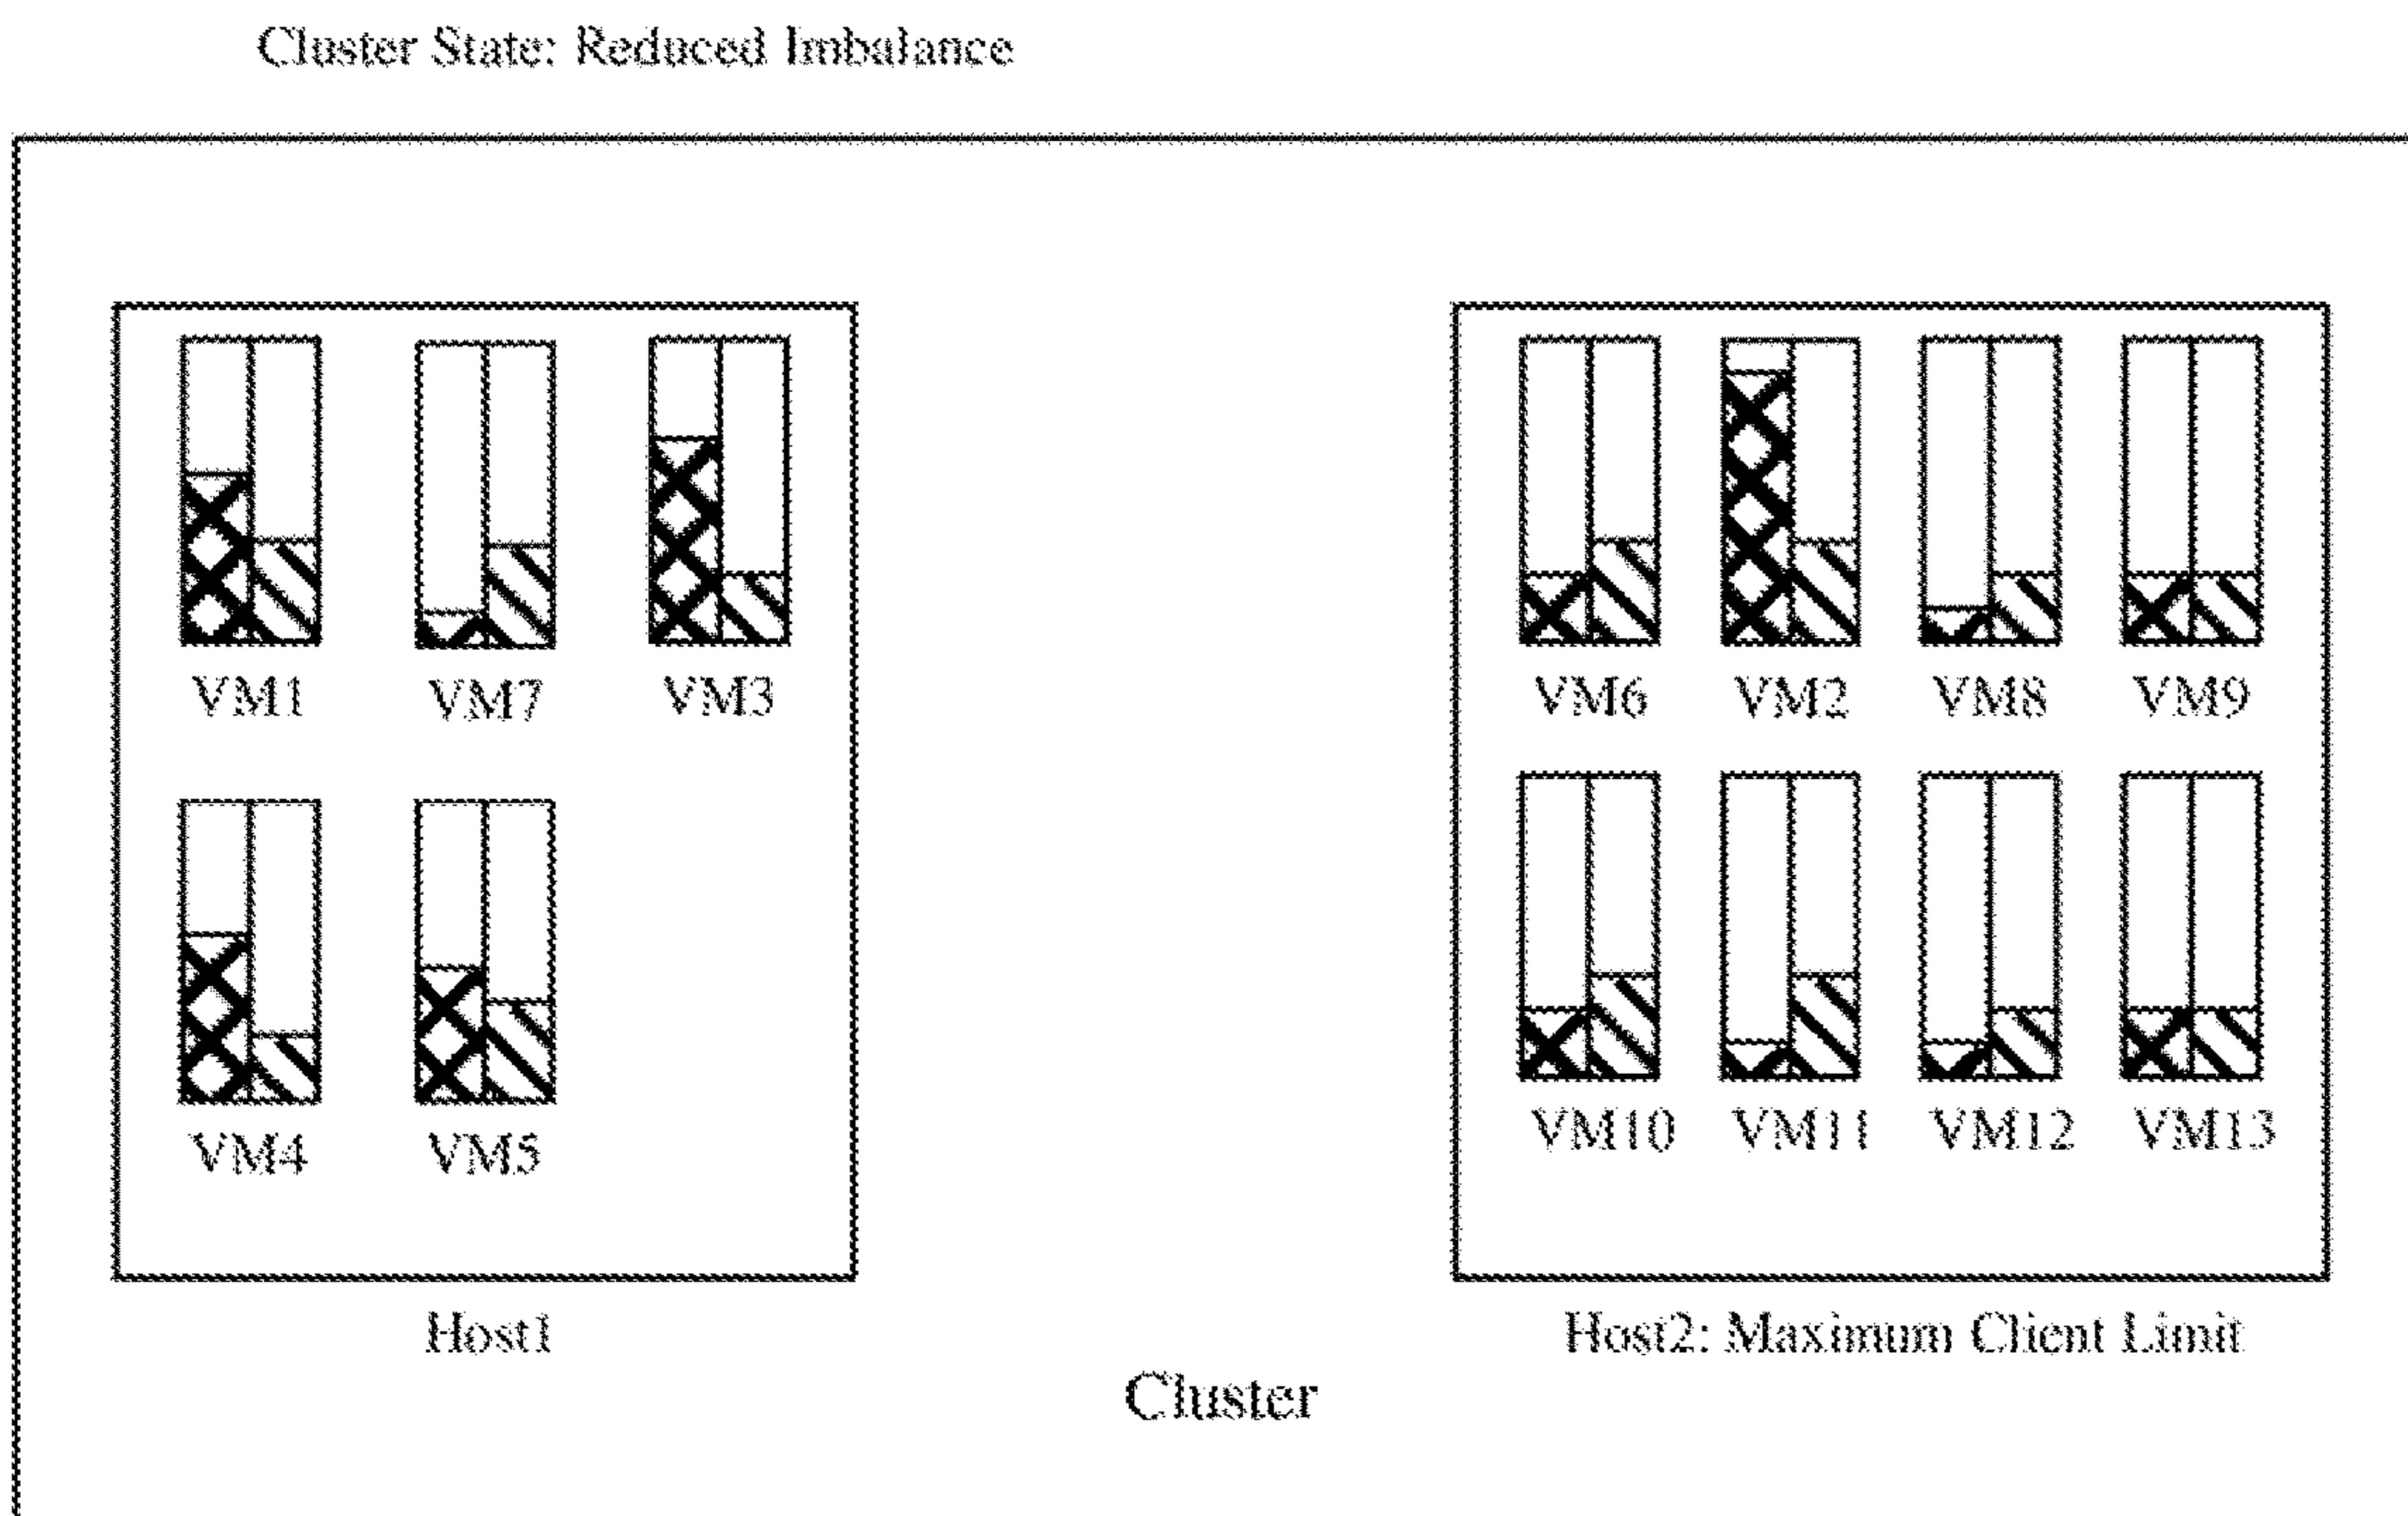 Cluster State: Reduced Imbalance
VM1 VM7 VM3
VM4 VM5
Host1
VM6 VM2 VM8 VM9
VM10 VM11 VM12 VM13
Host2: Maximum Client Limit
Cluster